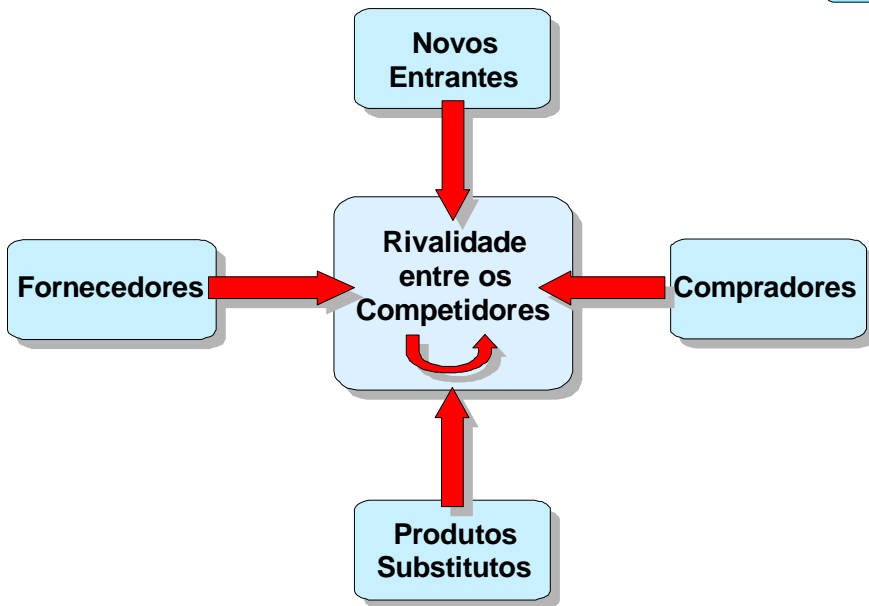 Novos
Entrantes
Rivalidade
entre os
Competidores
Fornecedores
Compradores
Produtos
Substitutos